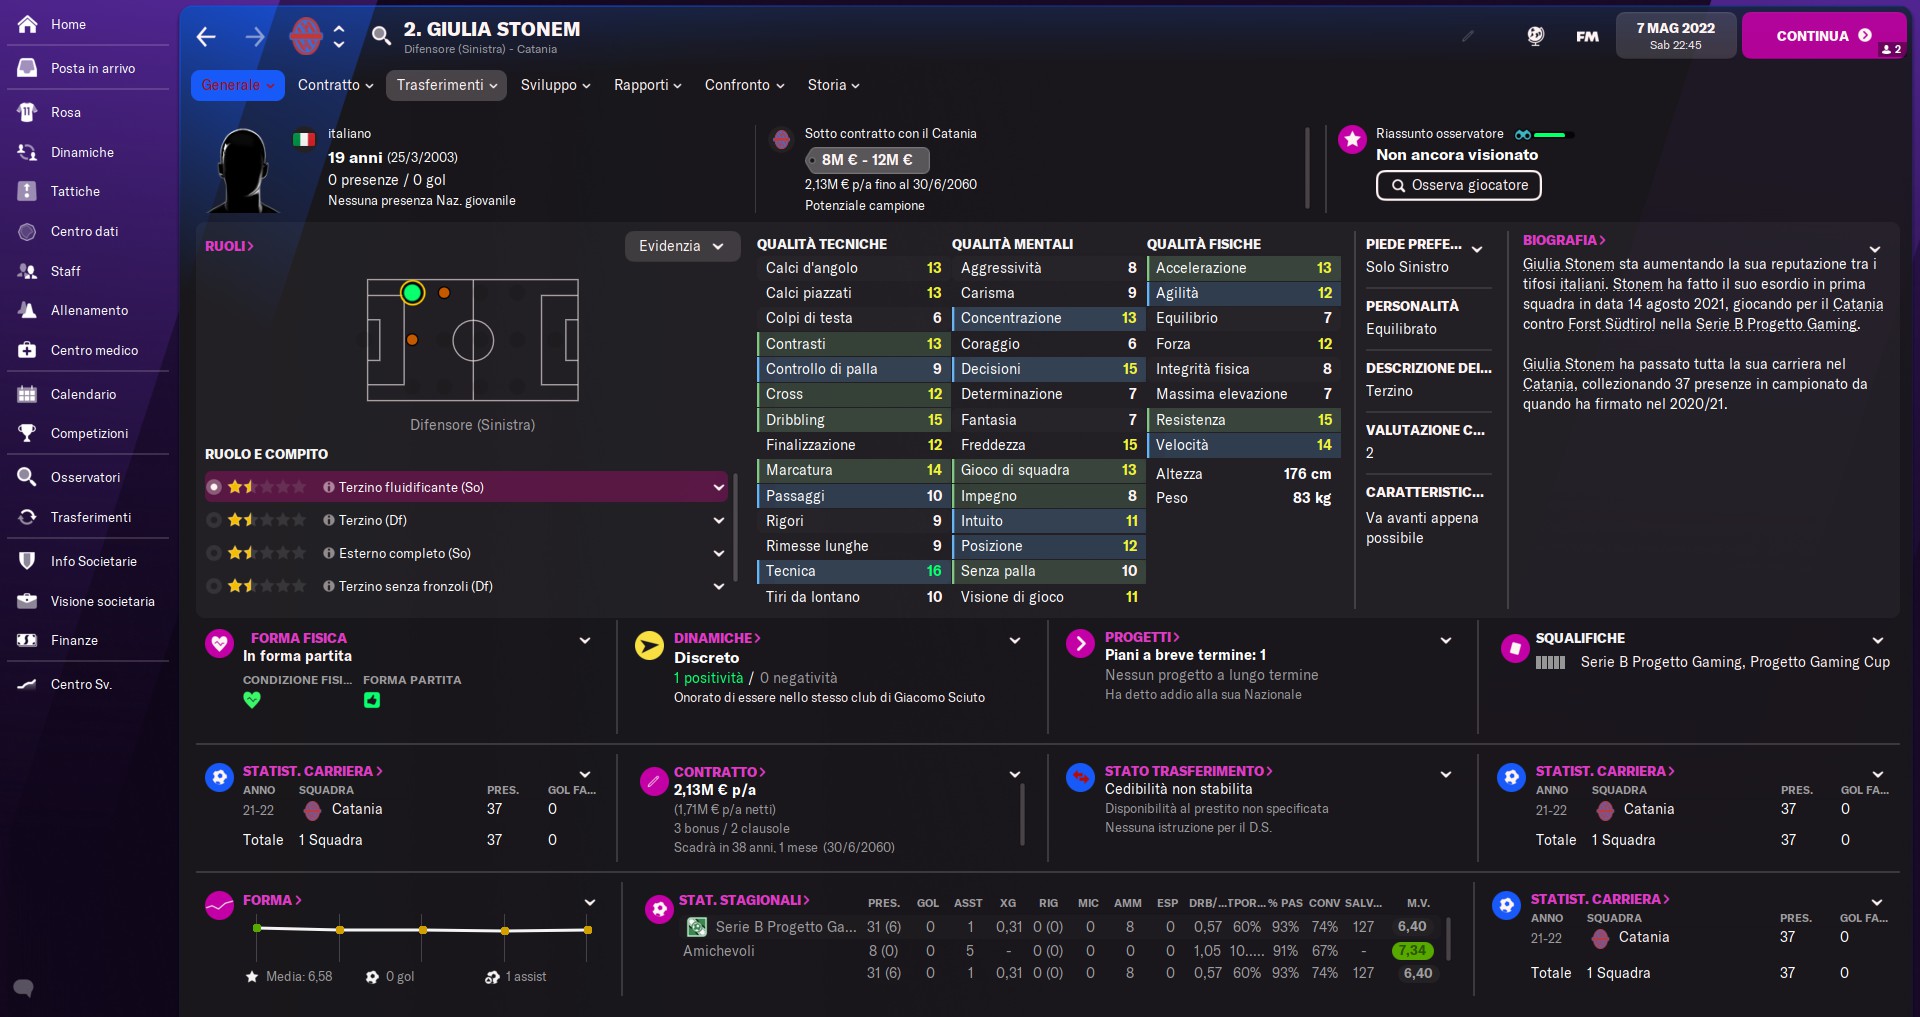 Home
Posta in arrivo
Rosa
Dinamiche
Tattiche
Centro dati
Staff
Allenamento
Centro medico
Calendario
Competizioni
Osservatori
Trasferimenti
Info Societarie
Visione societaria
Finanze
Centro Sv.
2. GIULIA STONEM
Difensore (Sinistra) - Catania
FM
7 MAG 2022
Sab 22:45
CONTINUA
2
Generale
Contratto
Trasferimenti
Sviluppo
Rapporti
Confronto
Storia
italiano
19 anni (25/3/2003)
0 presenze / 0 gol
Nessuna presenza Naz. giovanile
Sotto contratto con il Catania
8M € - 12M €
2,13M € p/a fino al 30/6/2060
Potenziale campione
Riassunto osservatore
Non ancora visionato
Osserva giocatore
RUOLI
Evidenzia
Difensore (Sinistra)
RUOLO E COMPITO
Terzino fluidificante (So)
Terzino (Df)
Esterno completo (So)
Terzino senza fronzoli (Df)
QUALITÀ TECNICHE
Calci d'angolo 13
Calci piazzati 13
Colpi di testa 6
Contrasti 13
Controllo di palla 9
Cross 12
Dribbling 15
Finalizzazione 12
Marcatura 14
Passaggi 10
Rigori 9
Rimesse lunghe 9
Tecnica 16
Tiri da lontano 10
QUALITÀ MENTALI
Aggressività 8
Carisma 9
Concentrazione 13
Coraggio 6
Decisioni 15
Determinazione 7
Fantasia 7
Freddezza 15
Gioco di squadra 13
Impegno 8
Intuito 11
Posizione 12
Senza palla 10
Visione di gioco 11
QUALITÀ FISICHE
Accelerazione 13
Agilità 12
Equilibrio 7
Forza 12
Integrità fisica 8
Massima elevazione 7
Resistenza 15
Velocità 14
Altezza 176 cm
Peso 83 kg
PIEDE PREFE...
Solo Sinistro
PERSONALITÀ
Equilibrato
DESCRIZIONE DEI...
Terzino
VALUTAZIONE C...
2
CARATTERISTIC...
Va avanti appena
possibile
BIOGRAFIA
Giulia Stonem sta aumentando la sua reputazione tra i
tifosi italiani. Stonem ha fatto il suo esordio in prima
squadra in data 14 agosto 2021, giocando per il Catania
contro Forst Südtirol nella Serie B Progetto Gaming.
Giulia Stonem ha passato tutta la sua carriera nel
Catania, collezionando 37 presenze in campionato da
quando ha firmato nel 2020/21.
FORMA FISICA
In forma partita
CONDIZIONE FISI... FORMA PARTITA
DINAMICHE
Discreto
1 positività / 0 negatività
Onorato di essere nello stesso club di Giacomo Sciuto
PROGETTI
Piani a breve termine: 1
Nessun progetto a lungo termine
Ha detto addio alla sua Nazionale
SQUALIFICHE
Serie B Progetto Gaming, Progetto Gaming Cup
STATIST. CARRIERA
ANNO SQUADRA PRES. GOL FA...
21-22 Catania 37 0
Totale 1 Squadra 37 0
CONTRATTO
2,13M € p/a
(1,71M € p/a netti)
3 bonus / 2 clausole
Scadrà in 38 anni, 1 mese (30/6/2060)
STATO TRASFERIMENTO
Cedibilità non stabilita
Disponibilità al prestito non specificata
Nessuna istruzione per il D.S.
STATIST. CARRIERA
ANNO SQUADRA PRES. GOL FA...
21-22 Catania 37 0
Totale 1 Squadra 37 0
FORMA
Media: 6,58 0 gol 1 assist
STAT. STAGIONALI PRES. GOL ASST XG RIG MIC AMM ESP DRB/... TPOR... % PAS CONV SALV... M.V.
Serie B Progetto Ga... 31 (6) 0 1 0,31 0 (0) 0 8 0 0,57 60% 93% 74% 127 6,40
Amichevoli 8 (0) 0 5 - 0 (0) 0 0 0 1,05 10..... 91% 67% - 7,34
31 (6) 0 1 0,31 0 (0) 0 8 0 0,57 60% 93% 74% 127 6,40
STATIST. CARRIERA
ANNO SQUADRA PRES. GOL FA...
21-22 Catania 37 0
Totale 1 Squadra 37 0